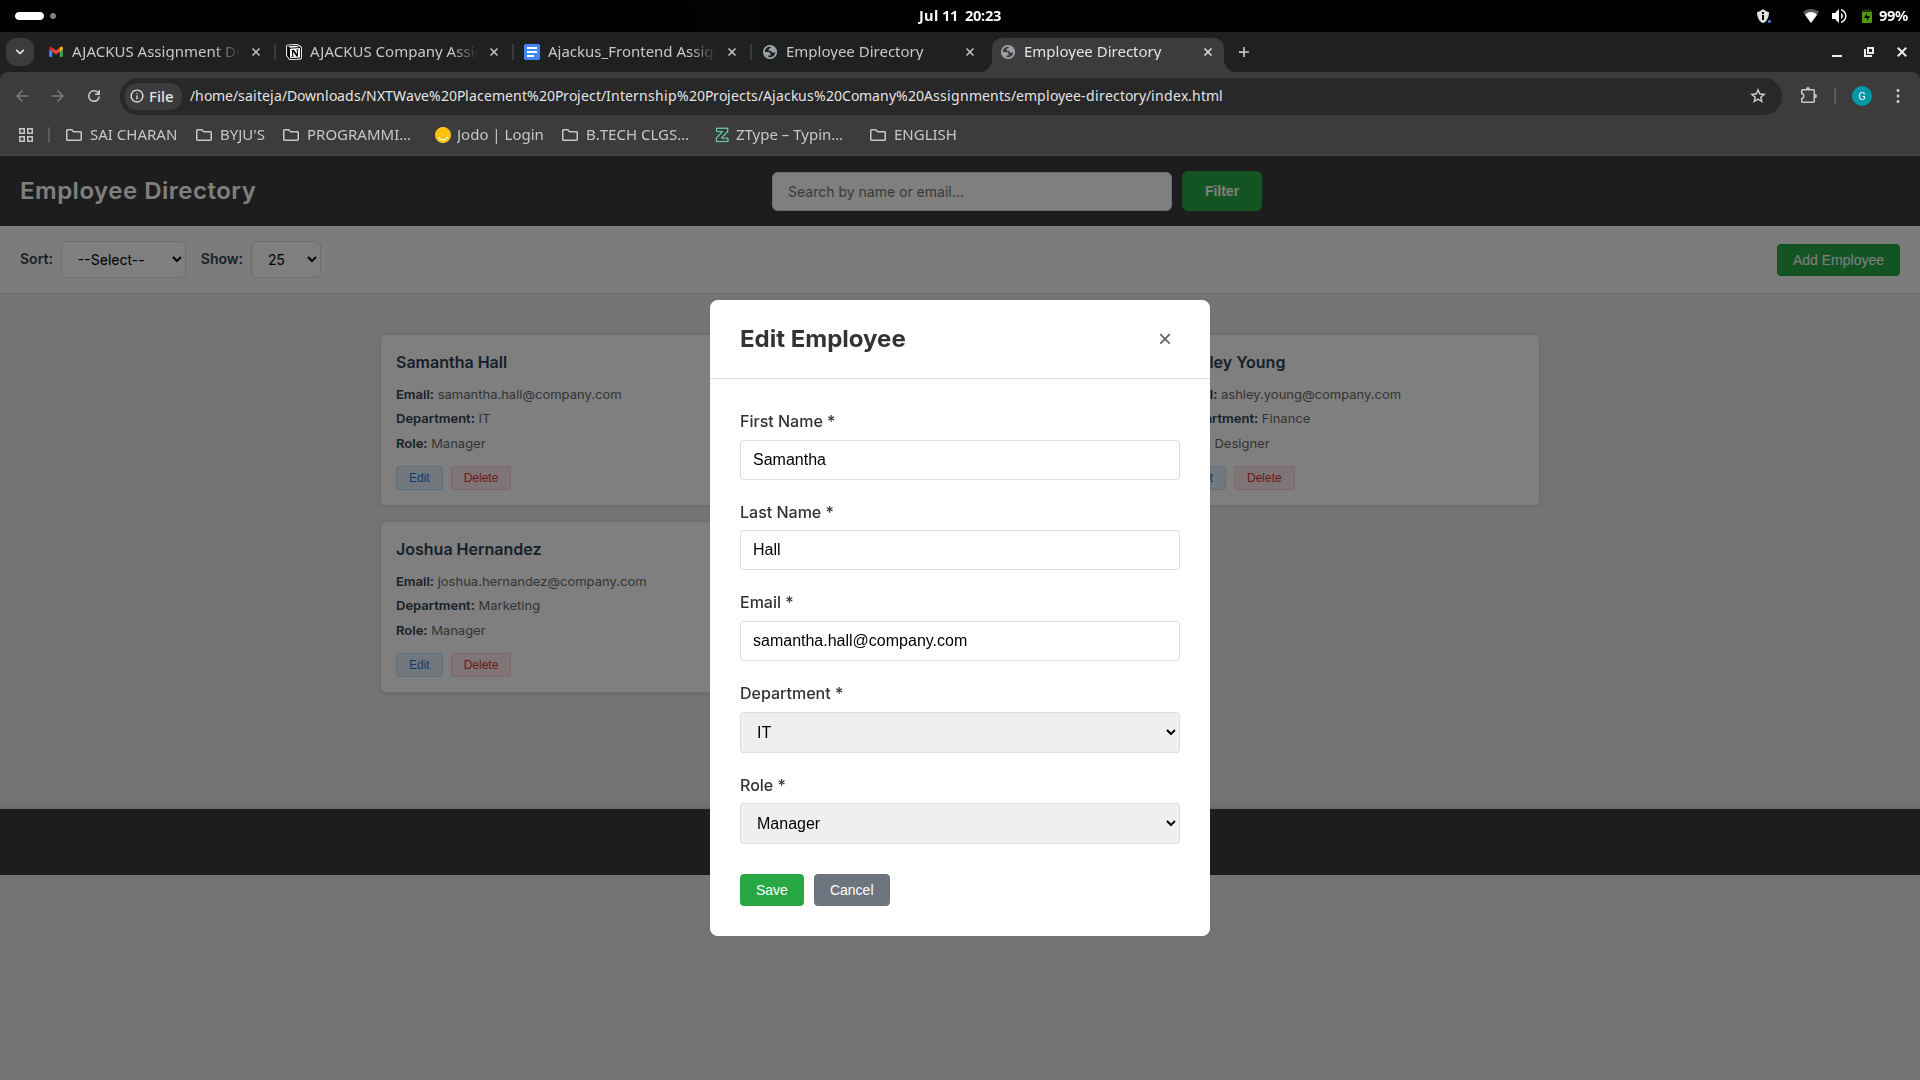 Jul 11 20:23
99%
AJACKUS Assignment D
AJACKUS Company Assi
Ajackus_Frontend Assig
Employee Directory
Employee Directory
File
/home/saiteja/Downloads/NXTWave%20Placement%20Project/Internship%20Projects/Ajackus%20Comany%20Assignments/employee-directory/index.html
G
SAI CHARAN
BYJU'S
PROGRAMMI...
Jodo | Login
B.TECH CLGS...
ZType – Typin...
ENGLISH
Employee Directory
Search by name or email...
Filter
Sort:
--Select--
Show:
25
Add Employee
Samantha Hall
Email: samantha.hall@company.com
Department: IT
Role: Manager
Edit
Delete
Joshua Hernandez
Email: joshua.hernandez@company.com
Department: Marketing
Role: Manager
Edit
Delete
Edit Employee
×
First Name *
Samantha
Last Name *
Hall
Email *
samantha.hall@company.com
Department *
IT
Role *
Manager
Save
Cancel
ley Young
l: ashley.young@company.com
rtment: Finance
Designer
t
Delete